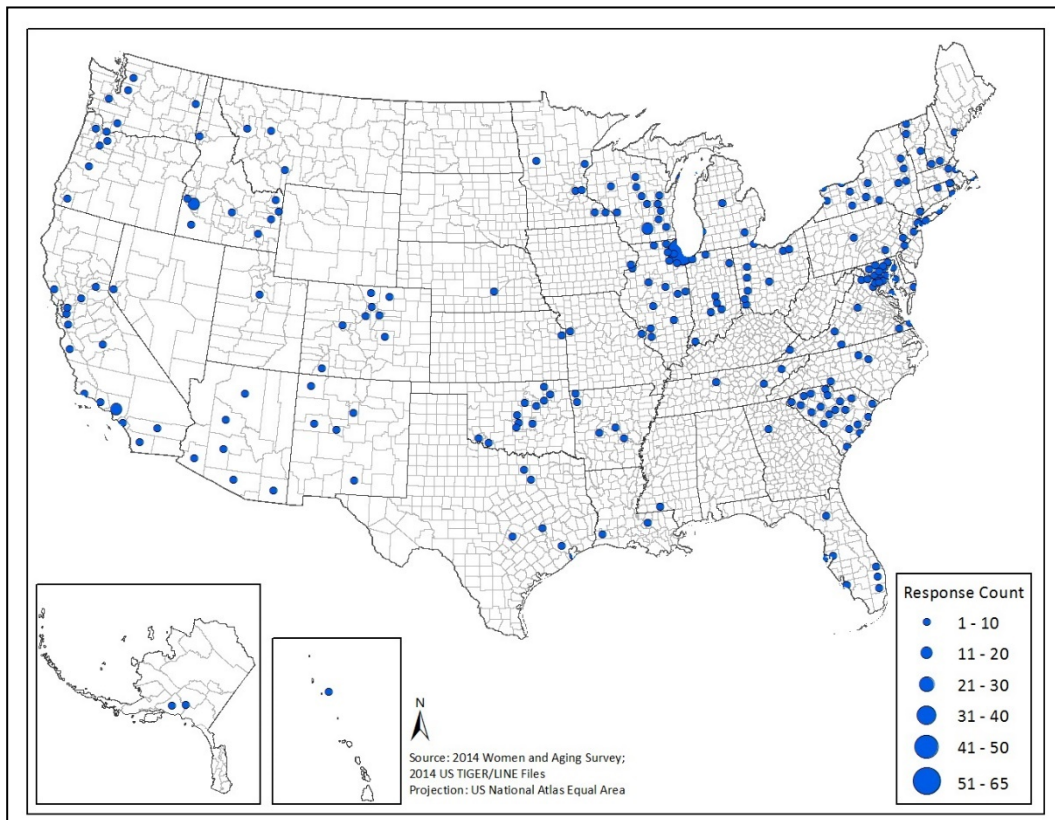 Response Count
1 - 10
11 - 20
21 - 30
31 - 40
41 - 50
51 - 65
N
Source: 2014 Women and Aging Survey;
2014 US TIGER/LINE Files
Projection: US National Atlas Equal Area